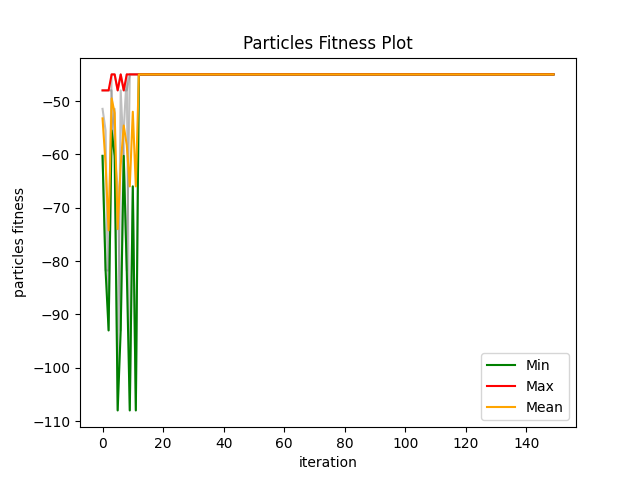 Particles Fitness Plot
particles fitness
−50
−60
−70
−80
−90
−100
−110
0 20 40 60 80 100 120 140
iteration
Min
Max
Mean